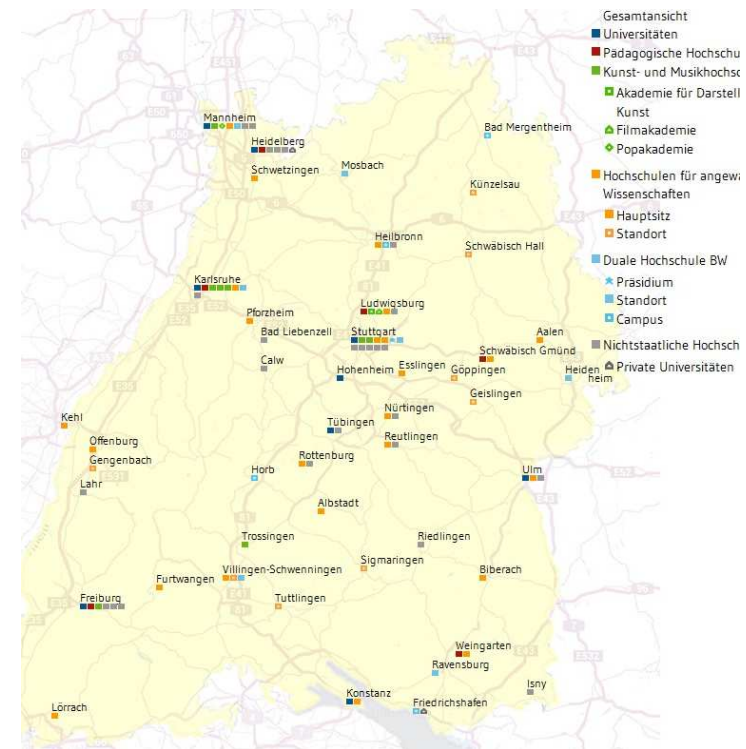 Gesamtansicht
Universitäten
Pädagogische Hochschu
Kunst- und Musikhochsc
Akademie für Darstell
Kunst
Filmakademie
Popakademie
Hochschulen für angewa
Wissenschaften
Hauptsitz
Standort
Duale Hochschule BW
Präsidium
Standort
Campus
Nichtstaatliche Hochsch
Private Universitäten
Mannheim
Heidelberg
Schwetzingen
Mosbach
Bad Mergentheim
Künzelsau
Heilbronn
Schwäbisch Hall
Karlsruhe
Ludwigsburg
Pforzheim
Bad Liebenzell
Stuttgart
Aalen
Calw
Hohenheim
Esslingen
Schwäbisch Gmünd
Göppingen
Heiden
heim
Geislingen
Kehl
Nürtingen
Tübingen
Offenburg
Reutlingen
Gengenbach
Rottenburg
Horb
Ulm
Lahr
Albstadt
Trossingen
Riedlingen
Sigmaringen
Furtwangen
Villingen-Schwenningen
Biberach
Freiburg
Tuttlingen
Weingarten
Ravensburg
Isny
Konstanz
Friedrichshafen
Lörrach